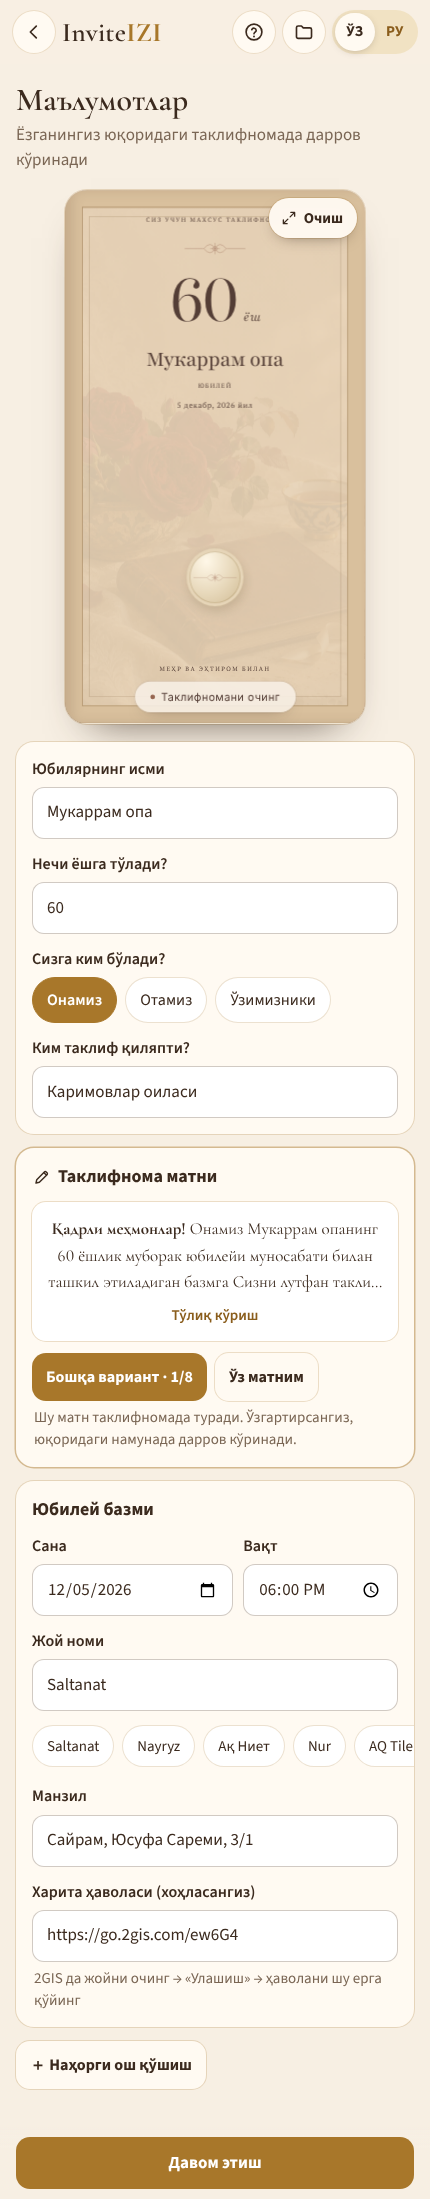 InviteIZI
ЎЗ
РУ
Маълумотлар
Ёзганингиз юқоридаги таклифномада дарров
кўринади
СИЗ УЧУН МАХСУС
Очиш
60 ёш
Мукаррам опа
ЮБИЛЕЙ
5 декабр, 2026 йил
МЕҲР ВА ЭҲТИРОМ БИЛАН
Таклифномани очинг
Юбилярнинг исми
Мукаррам опа
Нечи ёшга тўлади?
60
Сизга ким бўлади?
Онамиз
Отамиз
Ўзимизники
Ким таклиф қиляпти?
Каримовлар оиласи
Таклифнома матни
Қадрли меҳмонлар! Онамиз Мукаррам опанинг
60 ёшлик муборак юбилейи муносабати билан
ташкил этиладиган базмга Сизни лутфан такли...
Тўлиқ кўриш
Бошқа вариант · 1/8
Ўз матним
Шу матн таклифномада туради. Ўзгартирсангиз,
юқоридаги намунада дарров кўринади.
Юбилей базми
Сана
Вақт
12/05/2026
06:00 PM
Жой номи
Saltanat
Saltanat
Nayryz
Ақ Ниет
Nur
AQ Tile
Манзил
Сайрам, Юсуфа Сареми, 3/1
Харита ҳаволаси (хоҳласангиз)
https://go.2gis.com/ew6G4
2GIS да жойни очинг → «Улашиш» → ҳаволани шу ерга
қўйинг
+ Наҳорги ош қўшиш
Давом этиш